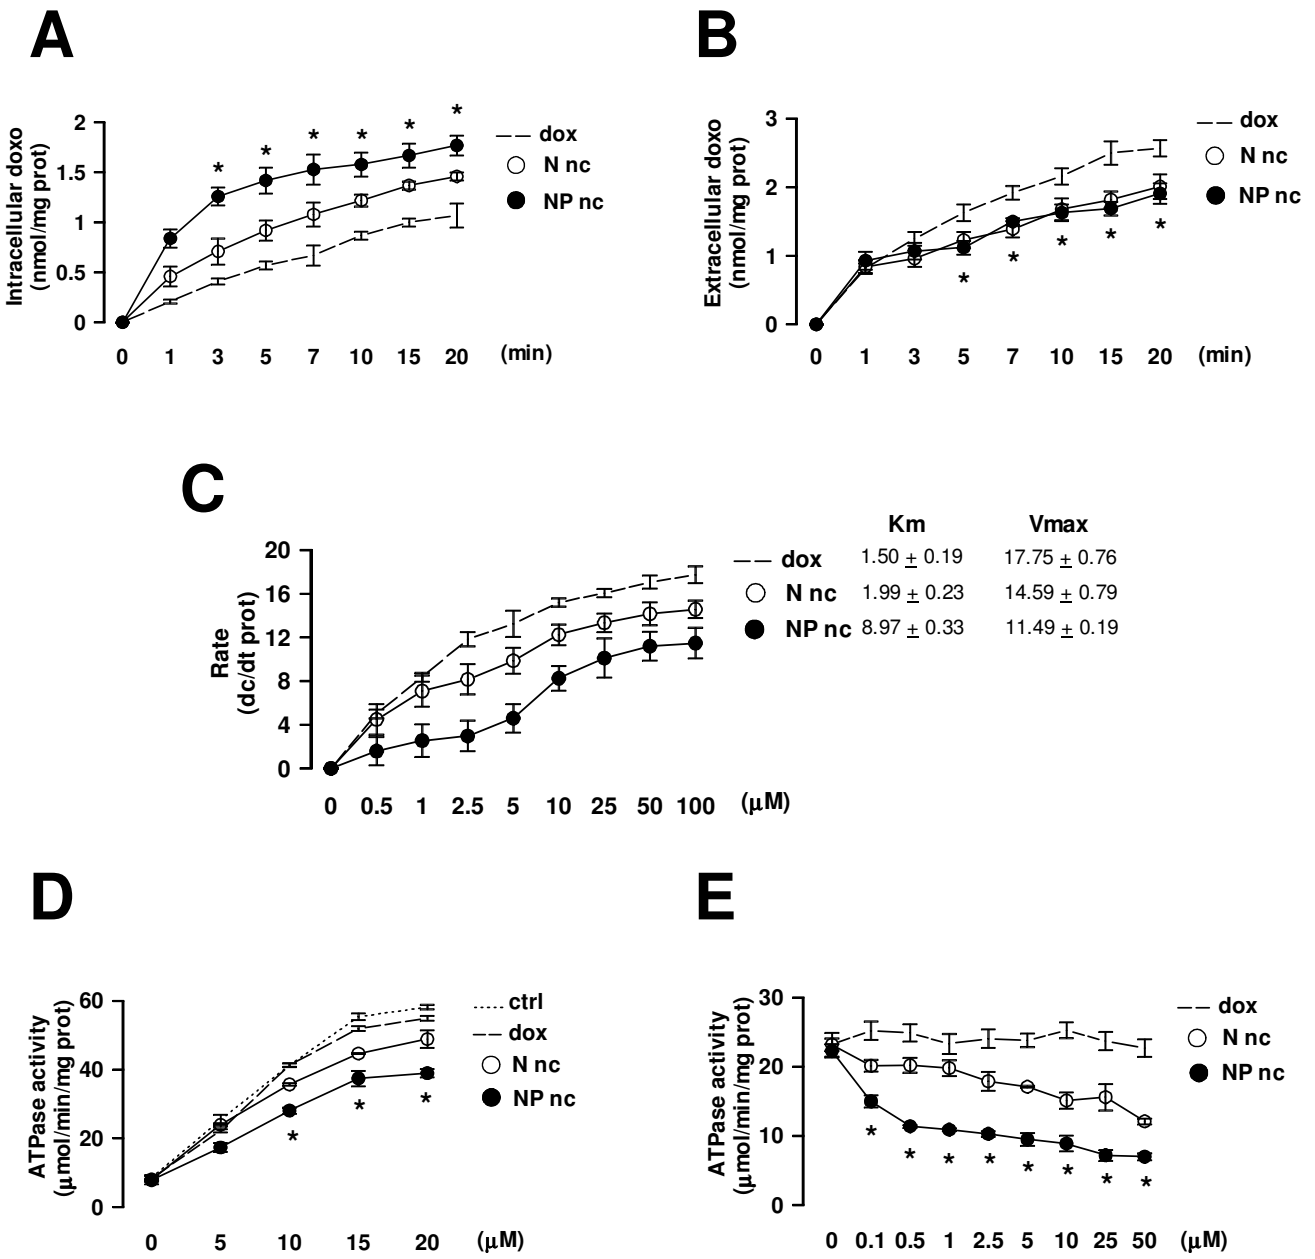 A
Intracellular doxo
(nmol/mg prot)
2
1.5
1
0.5
0
* * * * * * *
dox
N nc
NP nc
0 1 3 5 7 10 15 20 (min)
B
Extracellular doxo
(nmol/mg prot)
3
2
1
0
* * * * *
dox
N nc
NP nc
0 1 3 5 7 10 15 20 (min)
C
Rate
(dc/dt prot)
20
16
12
8
4
0
Km Vmax
dox 1.50 ± 0.19 17.75 ± 0.76
N nc 1.99 ± 0.23 14.59 ± 0.79
NP nc 8.97 ± 0.33 11.49 ± 0.19
0 0.5 1 2.5 5 10 25 50 100 (μM)
D
ATPase activity
(μmol/min/mg prot)
60
40
20
0
* * *
ctrl
dox
N nc
NP nc
0 5 10 15 20 (μM)
E
ATPase activity
(μmol/min/mg prot)
30
20
10
0
* * * * * * * *
dox
N nc
NP nc
0 0.1 0.5 1 2.5 5 10 25 50 (μM)